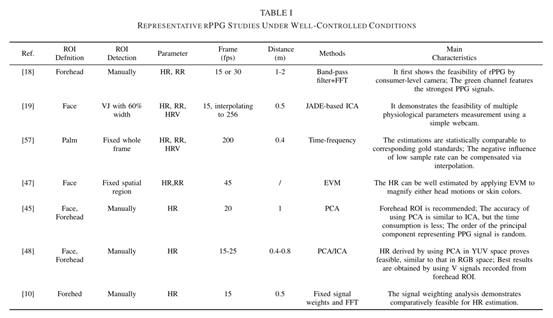 TABLE I
REPRESENTATIVE RPPG STUDIES UNDER WELL-CONTROLLED CONDITIONS
Ref. ROI Defnition ROI Detection Parameter Frame (fps) Distance (m) Methods Main Characteristics
[18] Forehead Manually HR, RR 15 or 30 1-2 Band-pass filter+FFT It first shows the feasibility of rPPG by consumer-level camera; The green channel features the strongest PPG signals.
[19] Face VJ with 60% width HR, RR, HRV 15, interpolating to 256 0.5 JADE-based ICA It demonstrates the feasibility of multiple physiological parameters measurement using a simple webcam.
[57] Palm Fixed whole frame HR, RR, HRV 200 0.4 Time-frequency The estimations are statistically comparable to corresponding gold standards; The negative influence of low sample rate can be compensated via interpolation.
[47] Face Fixed spatial region HR,RR 45 / EVM The HR can be well estimated by applying EVM to magnify either head motions or skin colors.
[45] Face, Forehead Manually HR 20 1 PCA Forehead ROI is recommended; The accuracy of using PCA is similar to ICA, but the time consumption is less; The order of the principal component representing PPG signal is random.
[48] Face, Forehead Manually HR 15-25 0.4-0.8 PCA/ICA HR derived by using PCA in YUV space proves feasible, similar to that in RGB space; Best results are obtained by using V signals recorded from forehead ROI.
[10] Forehed Manually HR 15 0.5 Fixed signal weights and FFT The signal weighting analysis demonstrates comparatively feasible for HR estimation.